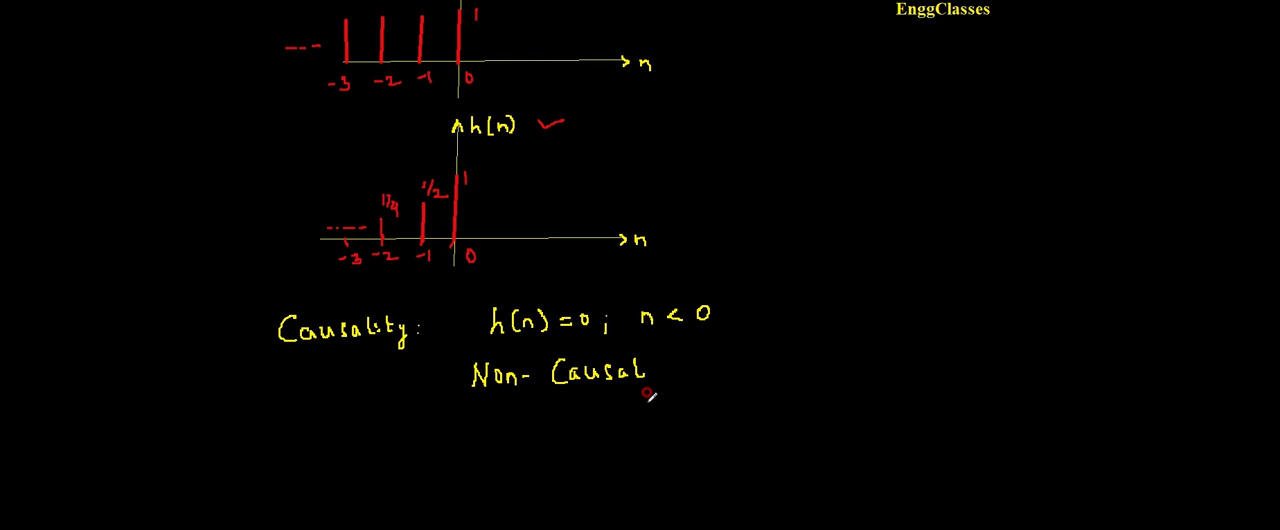 EnggClasses
1
n
-3 -2 -1 0
h(n)
1
1/2
1/4
n
-3 -2 -1 0
Causality: h(n) = 0 ; n < 0
Non- Causal